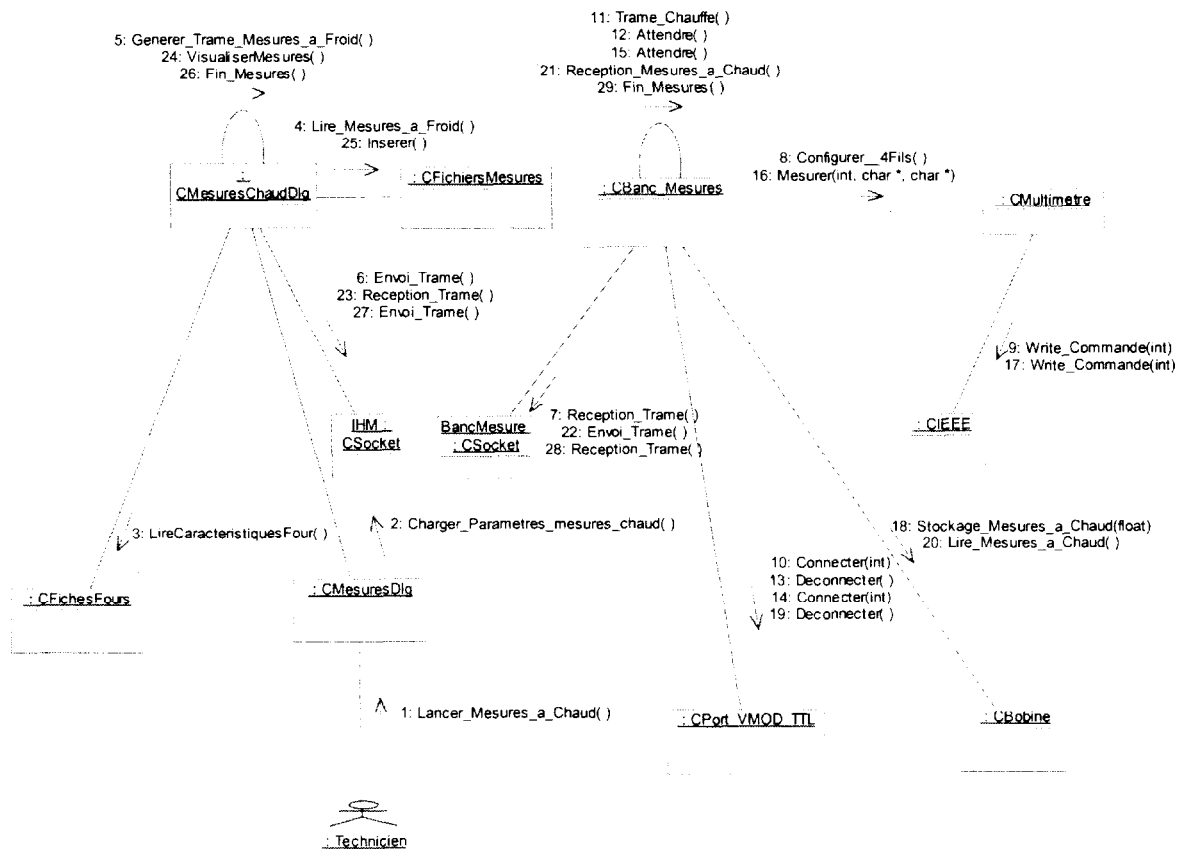 5: Generer_Trame_Mesures_a_Froid( )
24: VisualiserMesures( )
26: Fin_Mesures( )
11: Trame_Chauffe( )
12: Attendre( )
15: Attendre( )
21: Reception_Mesures_a_Chaud( )
29: Fin_Mesures( )
4: Lire_Mesures_a_Froid( )
25: Inserer( )
:
CMesuresChaudDlg
: CFichiersMesures
: CBanc_Mesures
8: Configurer__4Fils( )
16: Mesurer(int, char *, char *)
: CMultimetre
6: Envoi_Trame( )
23: Reception_Trame( )
27: Envoi_Trame( )
9: Write_Commande(int)
17: Write_Commande(int)
IHM :
CSocket
BancMesure
: CSocket
7: Reception_Trame( )
22: Envoi_Trame( )
28: Reception_Trame( )
: CIEEE
3: LireCaracteristiquesFour( )
2: Charger_Parametres_mesures_chaud( )
18: Stockage_Mesures_a_Chaud(float)
20: Lire_Mesures_a_Chaud( )
10: Connecter(int)
13: Deconnecter( )
14: Connecter(int)
19: Deconnecter( )
: CFichesFours
: CMesuresDlg
1: Lancer_Mesures_a_Chaud( )
: CPort_VMOD_TTL
: CBobine
: Technicien